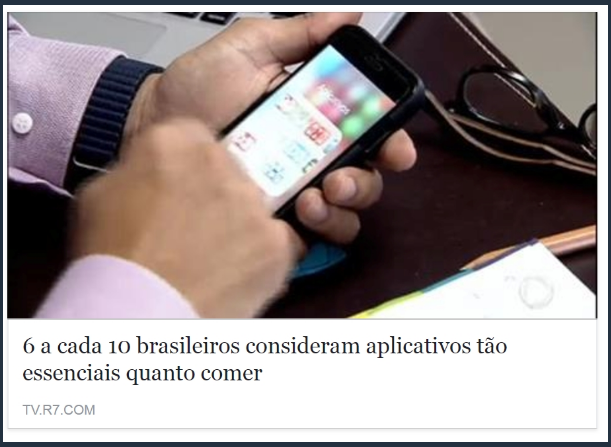 6 a cada 10 brasileiros consideram aplicativos tão
essenciais quanto comer
TV.R7.COM